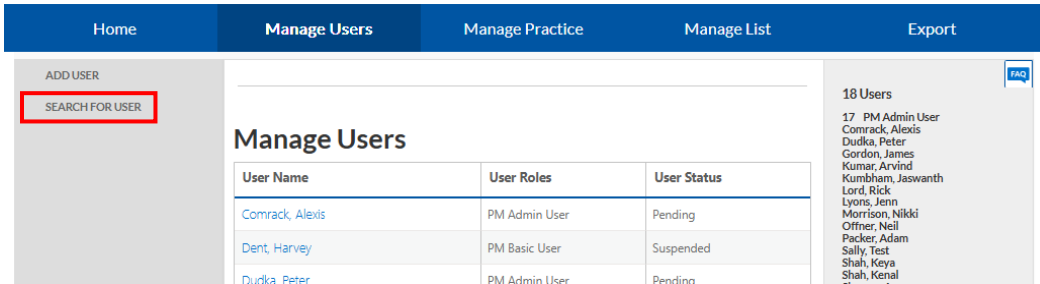 Home Manage Users Manage Practice Manage List Export
ADD USER
SEARCH FOR USER
Manage Users
User Name User Roles User Status
Comrack, Alexis PM Admin User Pending
Dent, Harvey PM Basic User Suspended
Dudka, Peter PM Admin User Pending
FAQ
18 Users
17 PM Admin User
Comrack, Alexis
Dudka, Peter
Gordon, James
Kumar, Arvind
Kumbham, Jaswanth
Lord, Rick
Lyons, Jenn
Morrison, Nikki
Offner, Neil
Packer, Adam
Sally, Test
Shah, Keya
Shah, Kenal